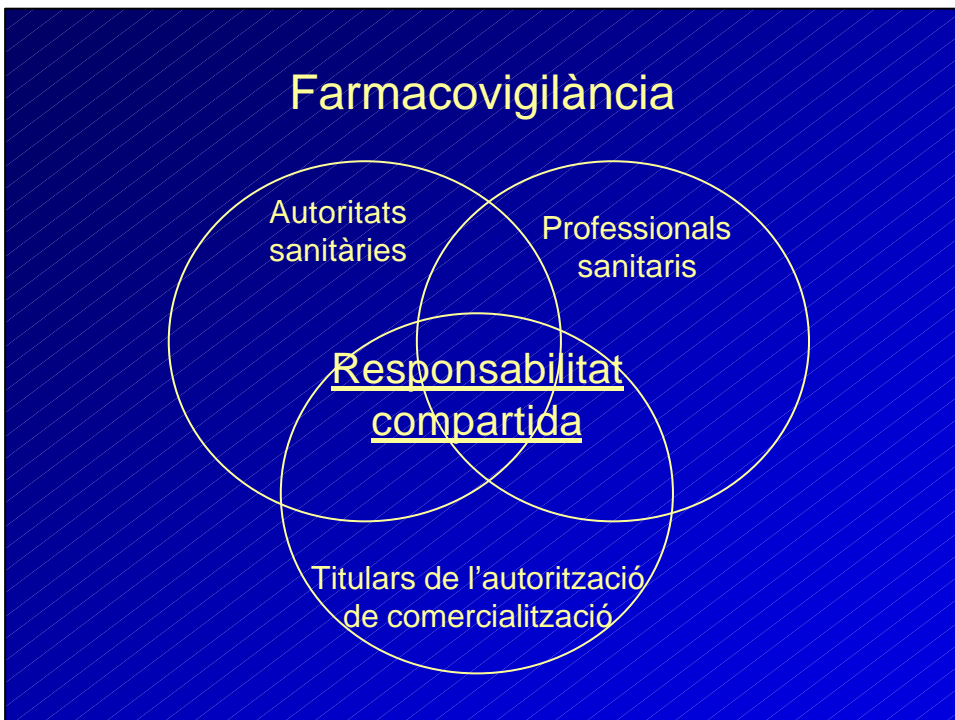 Farmacovigilància
Autoritats
sanitàries
Professionals
sanitaris
Responsabilitat
compartida
Titulars de l’autorització
de comercialització